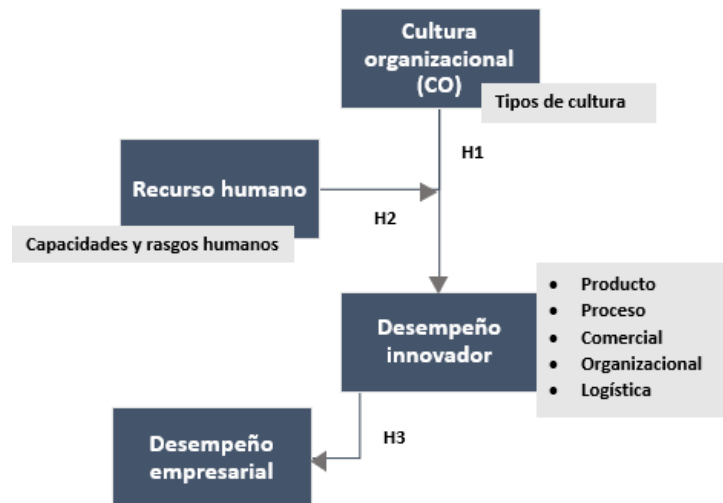 Cultura
organizacional
(CO)
Tipos de cultura
H1
Recurso humano
H2
Capacidades y rasgos humanos
Desempeño
innovador
• Producto
• Proceso
• Comercial
• Organizacional
• Logística
H3
Desempeño
empresarial